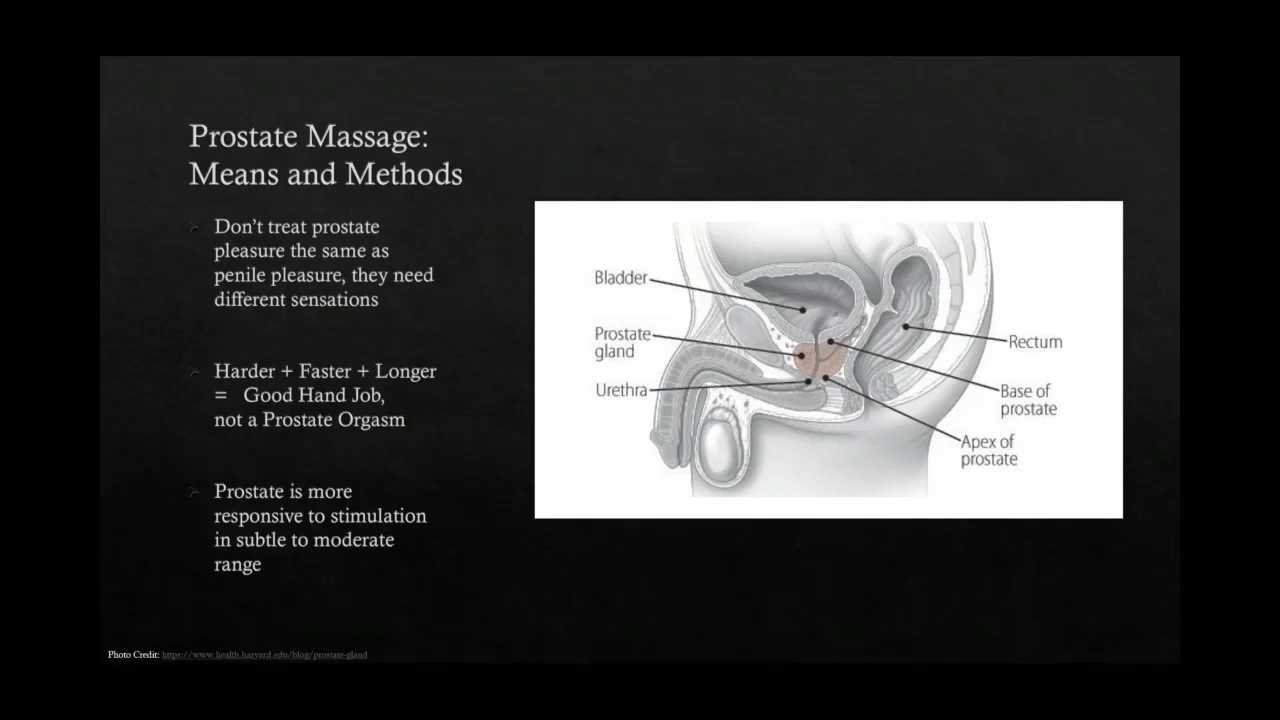 Prostate Massage:
Means and Methods
Don't treat prostate
pleasure the same as
penile pleasure, they need
different sensations
Harder + Faster + Longer
= Good Hand Job,
not a Prostate Orgasm
Prostate is more
responsive to stimulation
in subtle to moderate
range
Bladder
Prostate
gland
Urethra
Rectum
Base of
prostate
Apex of
prostate
Photo Credit: https://www.health.harvard.edu/blog/prostate-gland